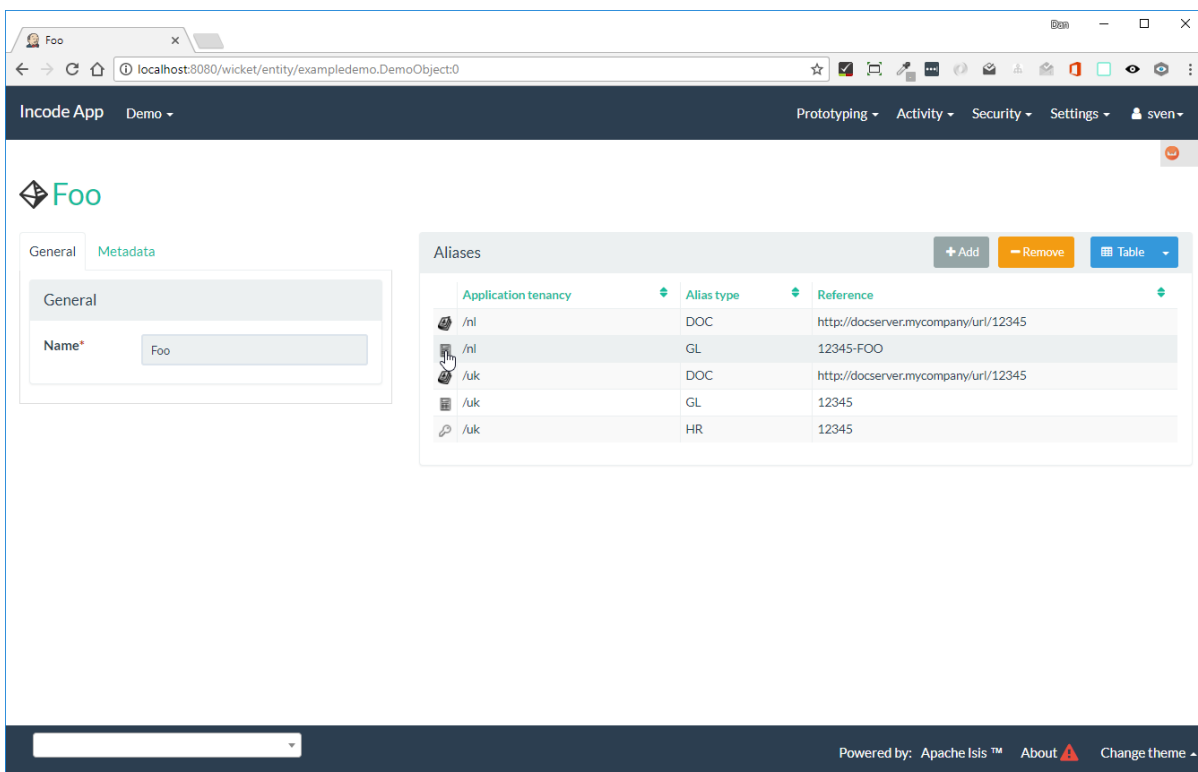 Dan
Foo
localhost:8080/wicket/entity/exampledemo.DemoObject:0
Incode App Demo Prototyping Activity Security Settings sven
Foo
General Metadata
General
Name* Foo
Aliases Add Remove Table
Application tenancy Alias type Reference
/nl DOC http://docserver.mycompany/url/12345
/nl GL 12345-FOO
/uk DOC http://docserver.mycompany/url/12345
/uk GL 12345
/uk HR 12345
Powered by: Apache Isis ™ About Change theme